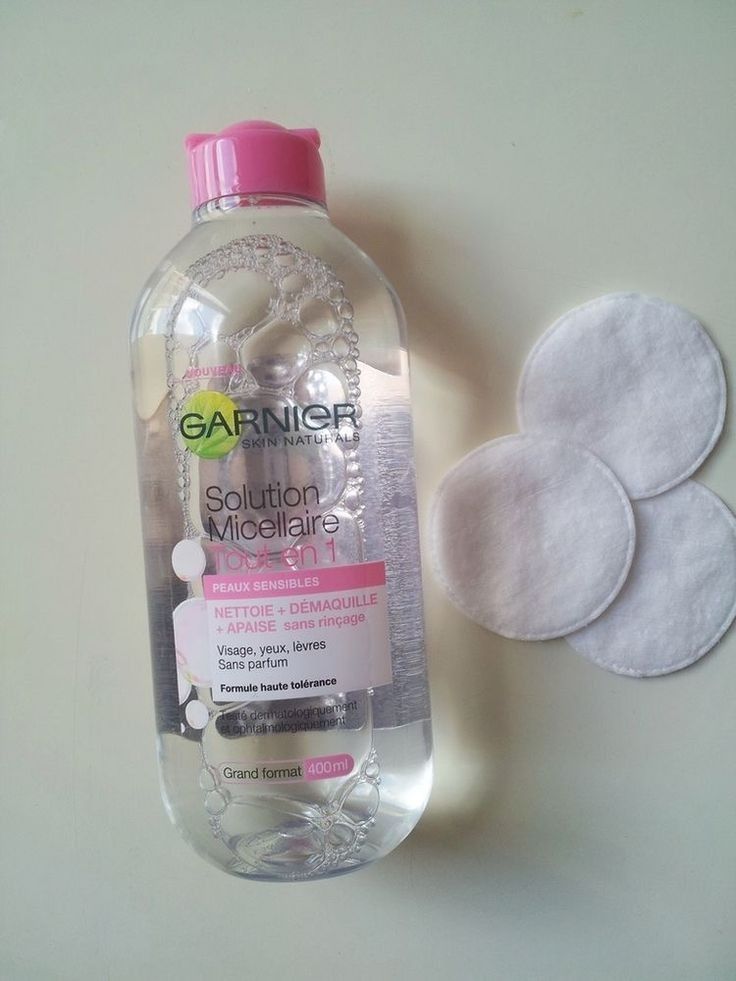 NOUVEAU
GARNIER
SKIN NATURALS
Solution
Micellaire
Tout en 1
PEAUX SENSIBLES
NETTOIE + DÉMAQUILLE
+ APAISE sans rinçage
Visage, yeux, lèvres
Sans parfum
Formule haute tolérance
Testé dermatologiquement
et ophtalmologiquement
Grand format 400ml